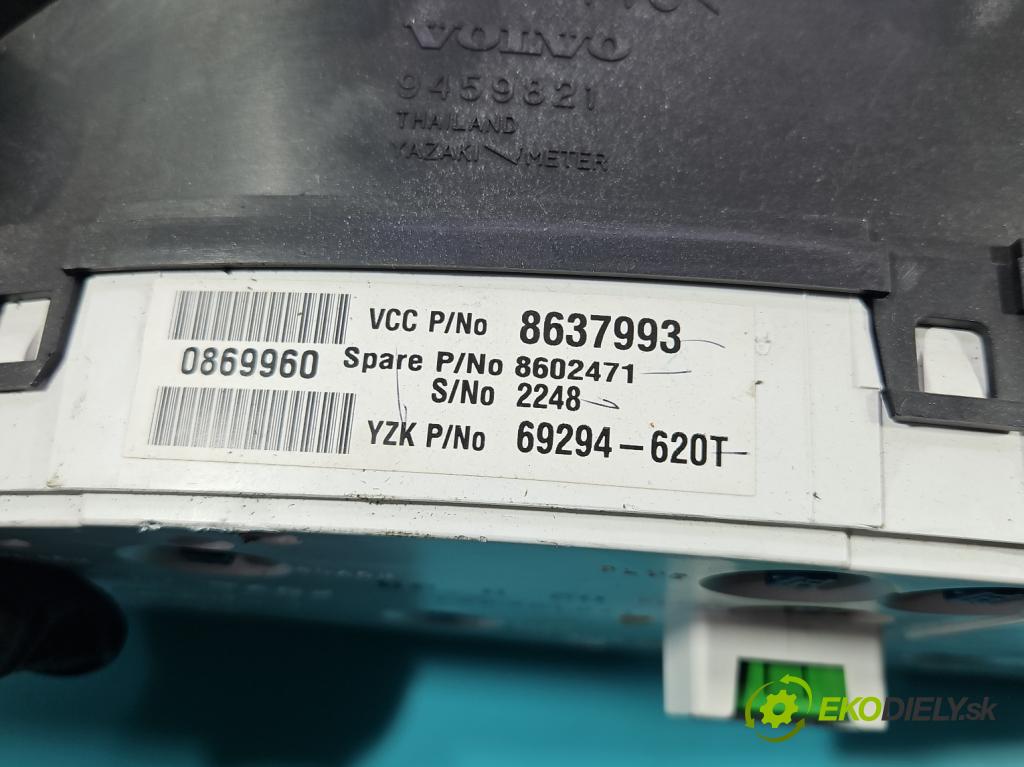 VOLVO
9459821
THAILAND
YAZAKI METER
VCC P/No 8637993
0869960 Spare P/No 8602471
S/No 2248
YZK P/No 69294-620T
EKODIELY.sk